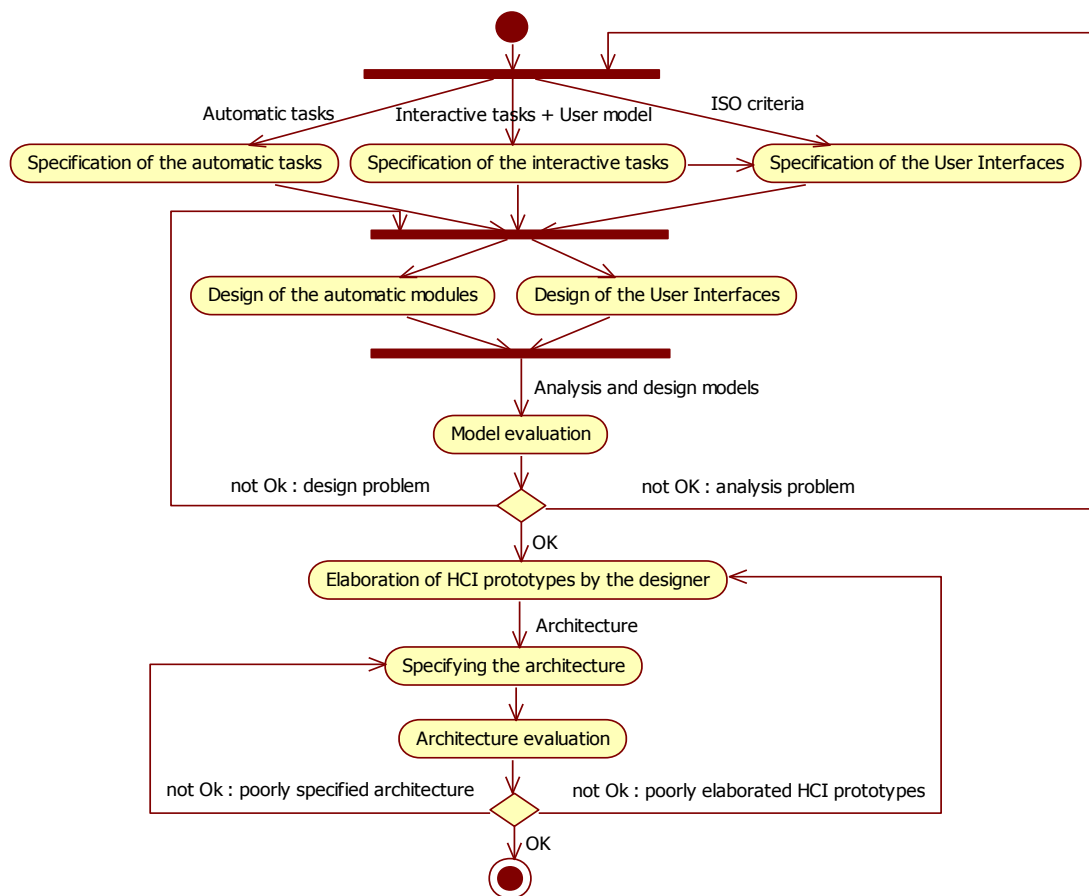 Automatic tasks
Interactive tasks + User model
ISO criteria
Specification of the automatic tasks
Specification of the interactive tasks
Specification of the User Interfaces
Design of the automatic modules
Design of the User Interfaces
Analysis and design models
Model evaluation
not Ok : design problem
not OK : analysis problem
OK
Elaboration of HCI prototypes by the designer
Architecture
Specifying the architecture
Architecture evaluation
not Ok : poorly specified architecture
not Ok : poorly elaborated HCI prototypes
OK